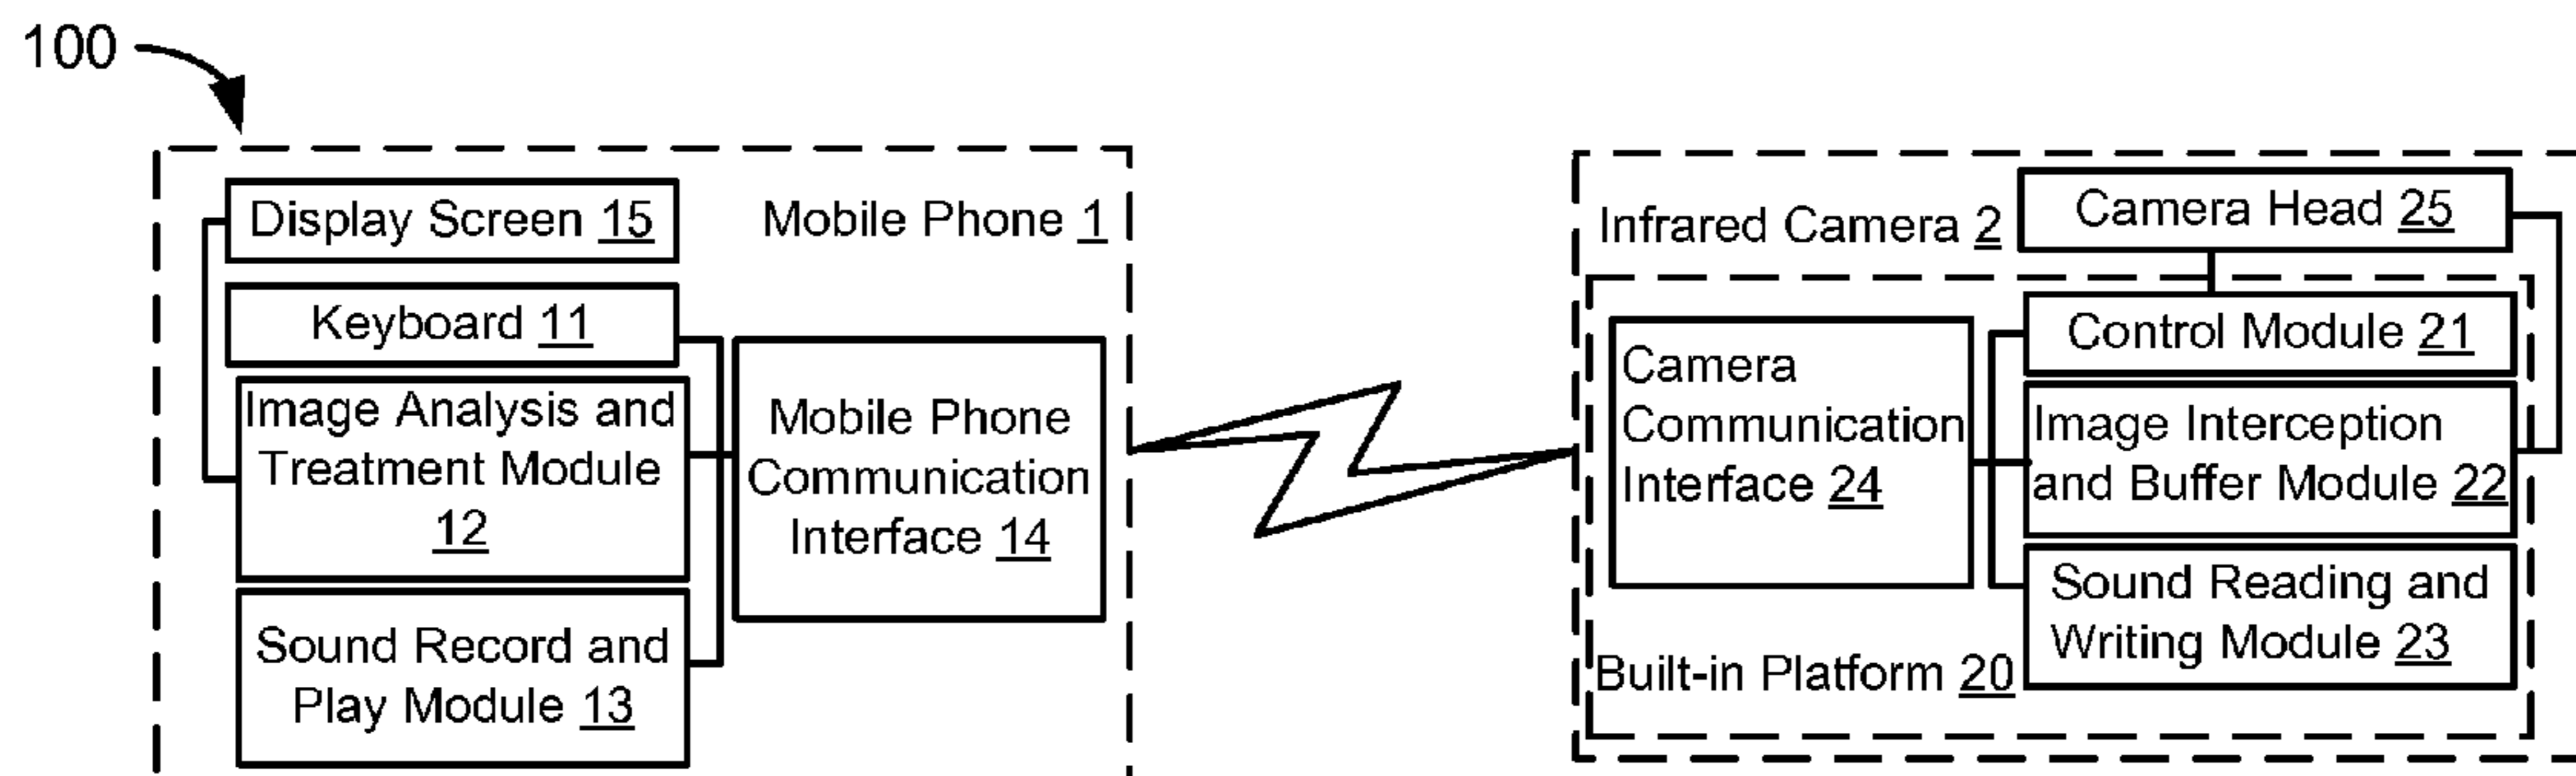 100
Display Screen 15
Mobile Phone 1
Keyboard 11
Image Analysis and
Treatment Module
12
Sound Record and
Play Module 13
Mobile Phone
Communication
Interface 14
Infrared Camera 2
Camera Head 25
Camera
Communication
Interface 24
Control Module 21
Image Interception
and Buffer Module 22
Sound Reading and
Writing Module 23
Built-in Platform 20